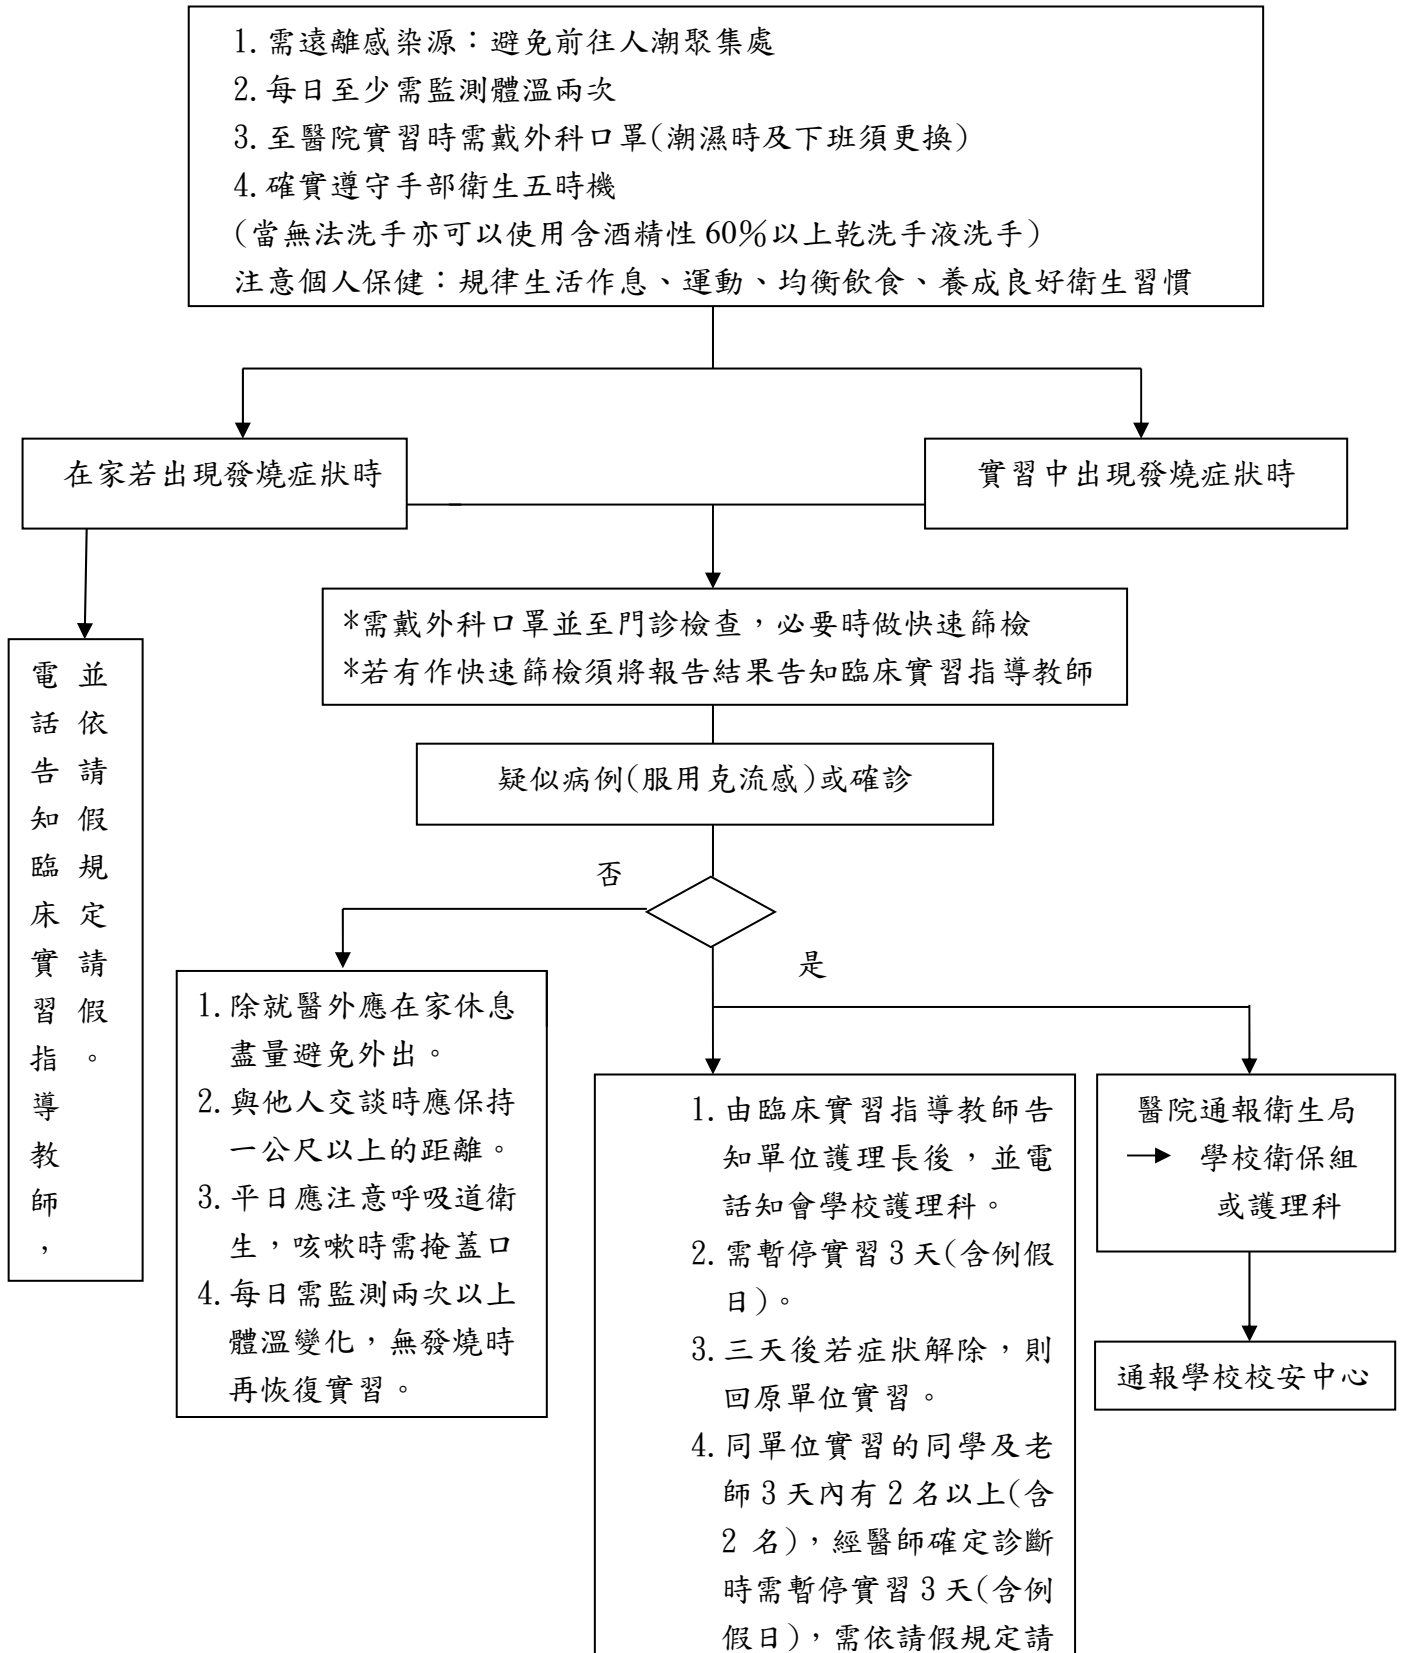 1.需遠離感染源：避免前往人潮聚集處
2.每日至少需監測體溫兩次
3.至醫院實習時需戴外科口罩(潮濕時及下班須更換)
4.確實遵守手部衛生五時機
(當無法洗手亦可以使用含酒精性 60%以上乾洗手液洗手)
注意個人保健：規律生活作息、運動、均衡飲食、養成良好衛生習慣
在家若出現發燒症狀時
實習中出現發燒症狀時
*需戴外科口罩並至門診檢查，必要時做快速篩檢
*若有作快速篩檢須將報告結果告知臨床實習指導教師
電話告知臨床實習指導教師，
並依請假規定請假。
疑似病例(服用克流感)或確診
否
是
1.除就醫外應在家休息
盡量避免外出。
2.與他人交談時應保持
一公尺以上的距離。
3.平日應注意呼吸道衛
生，咳嗽時需掩蓋口
4.每日需監測兩次以上
體溫變化，無發燒時
再恢復實習。
1.由臨床實習指導教師告
知單位護理長後，並電
話知會學校護理科。
2.需暫停實習 3 天(含例假
日)。
3.三天後若症狀解除，則
回原單位實習。
4.同單位實習的同學及老
師 3 天內有 2 名以上(含
2 名)，經醫師確定診斷
時需暫停實習 3 天(含例
假日)，需依請假規定請
醫院通報衛生局
學校衛保組
或護理科
通報學校校安中心